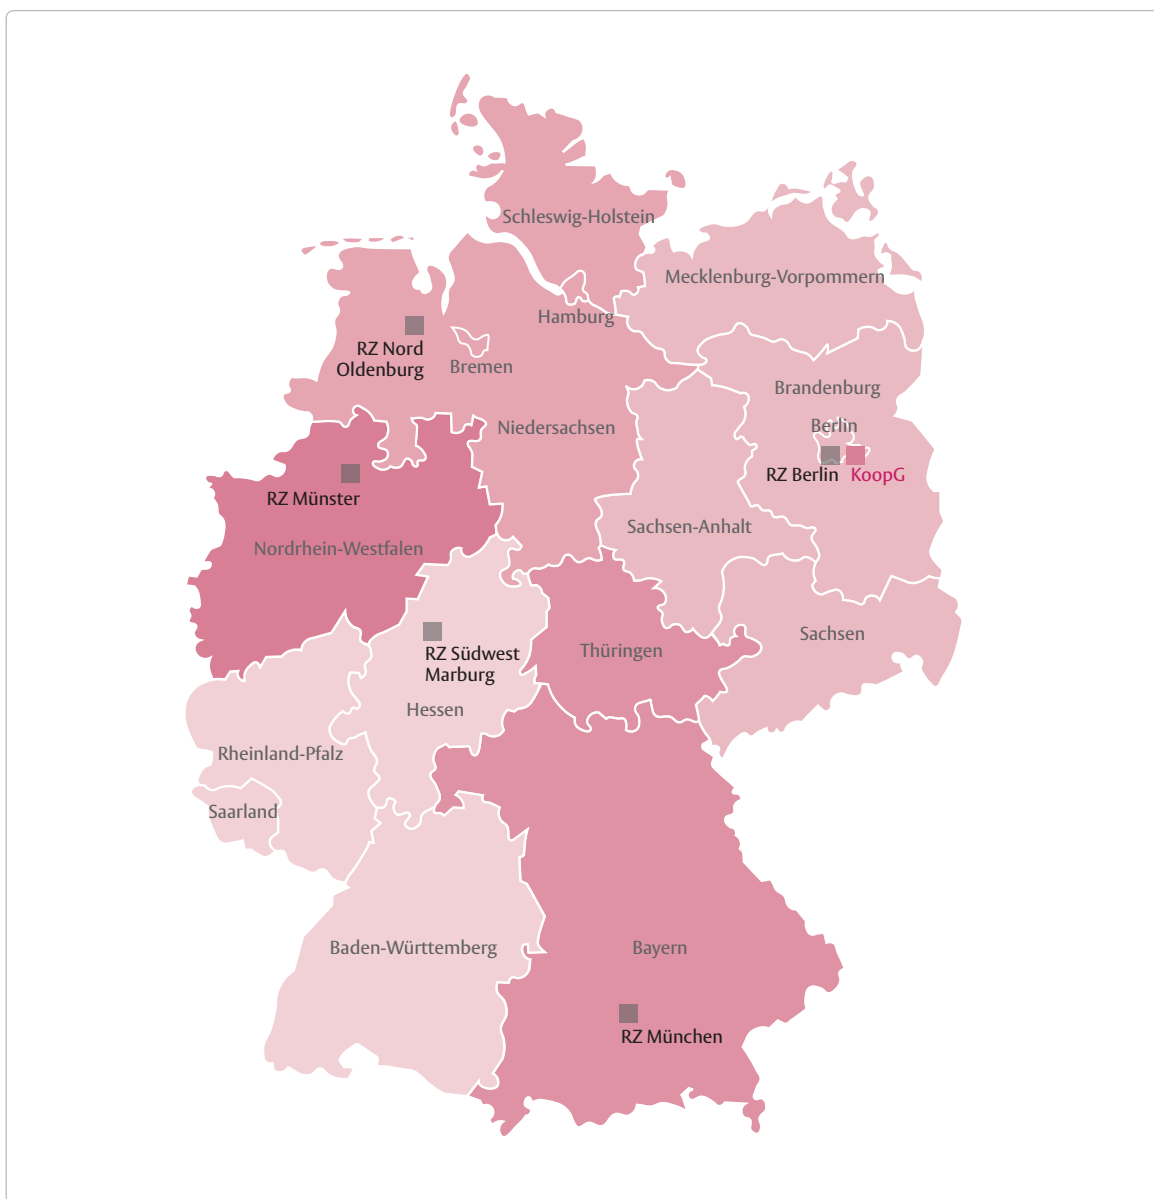 Schleswig-Holstein
Mecklenburg-Vorpommern
Hamburg
RZ Nord
Oldenburg
Bremen
Brandenburg
Berlin
Niedersachsen
RZ Berlin
KoopG
RZ Münster
Sachsen-Anhalt
Nordrhein-Westfalen
Sachsen
Thüringen
RZ Südwest
Marburg
Hessen
Rheinland-Pfalz
Saarland
Baden-Württemberg
Bayern
RZ München